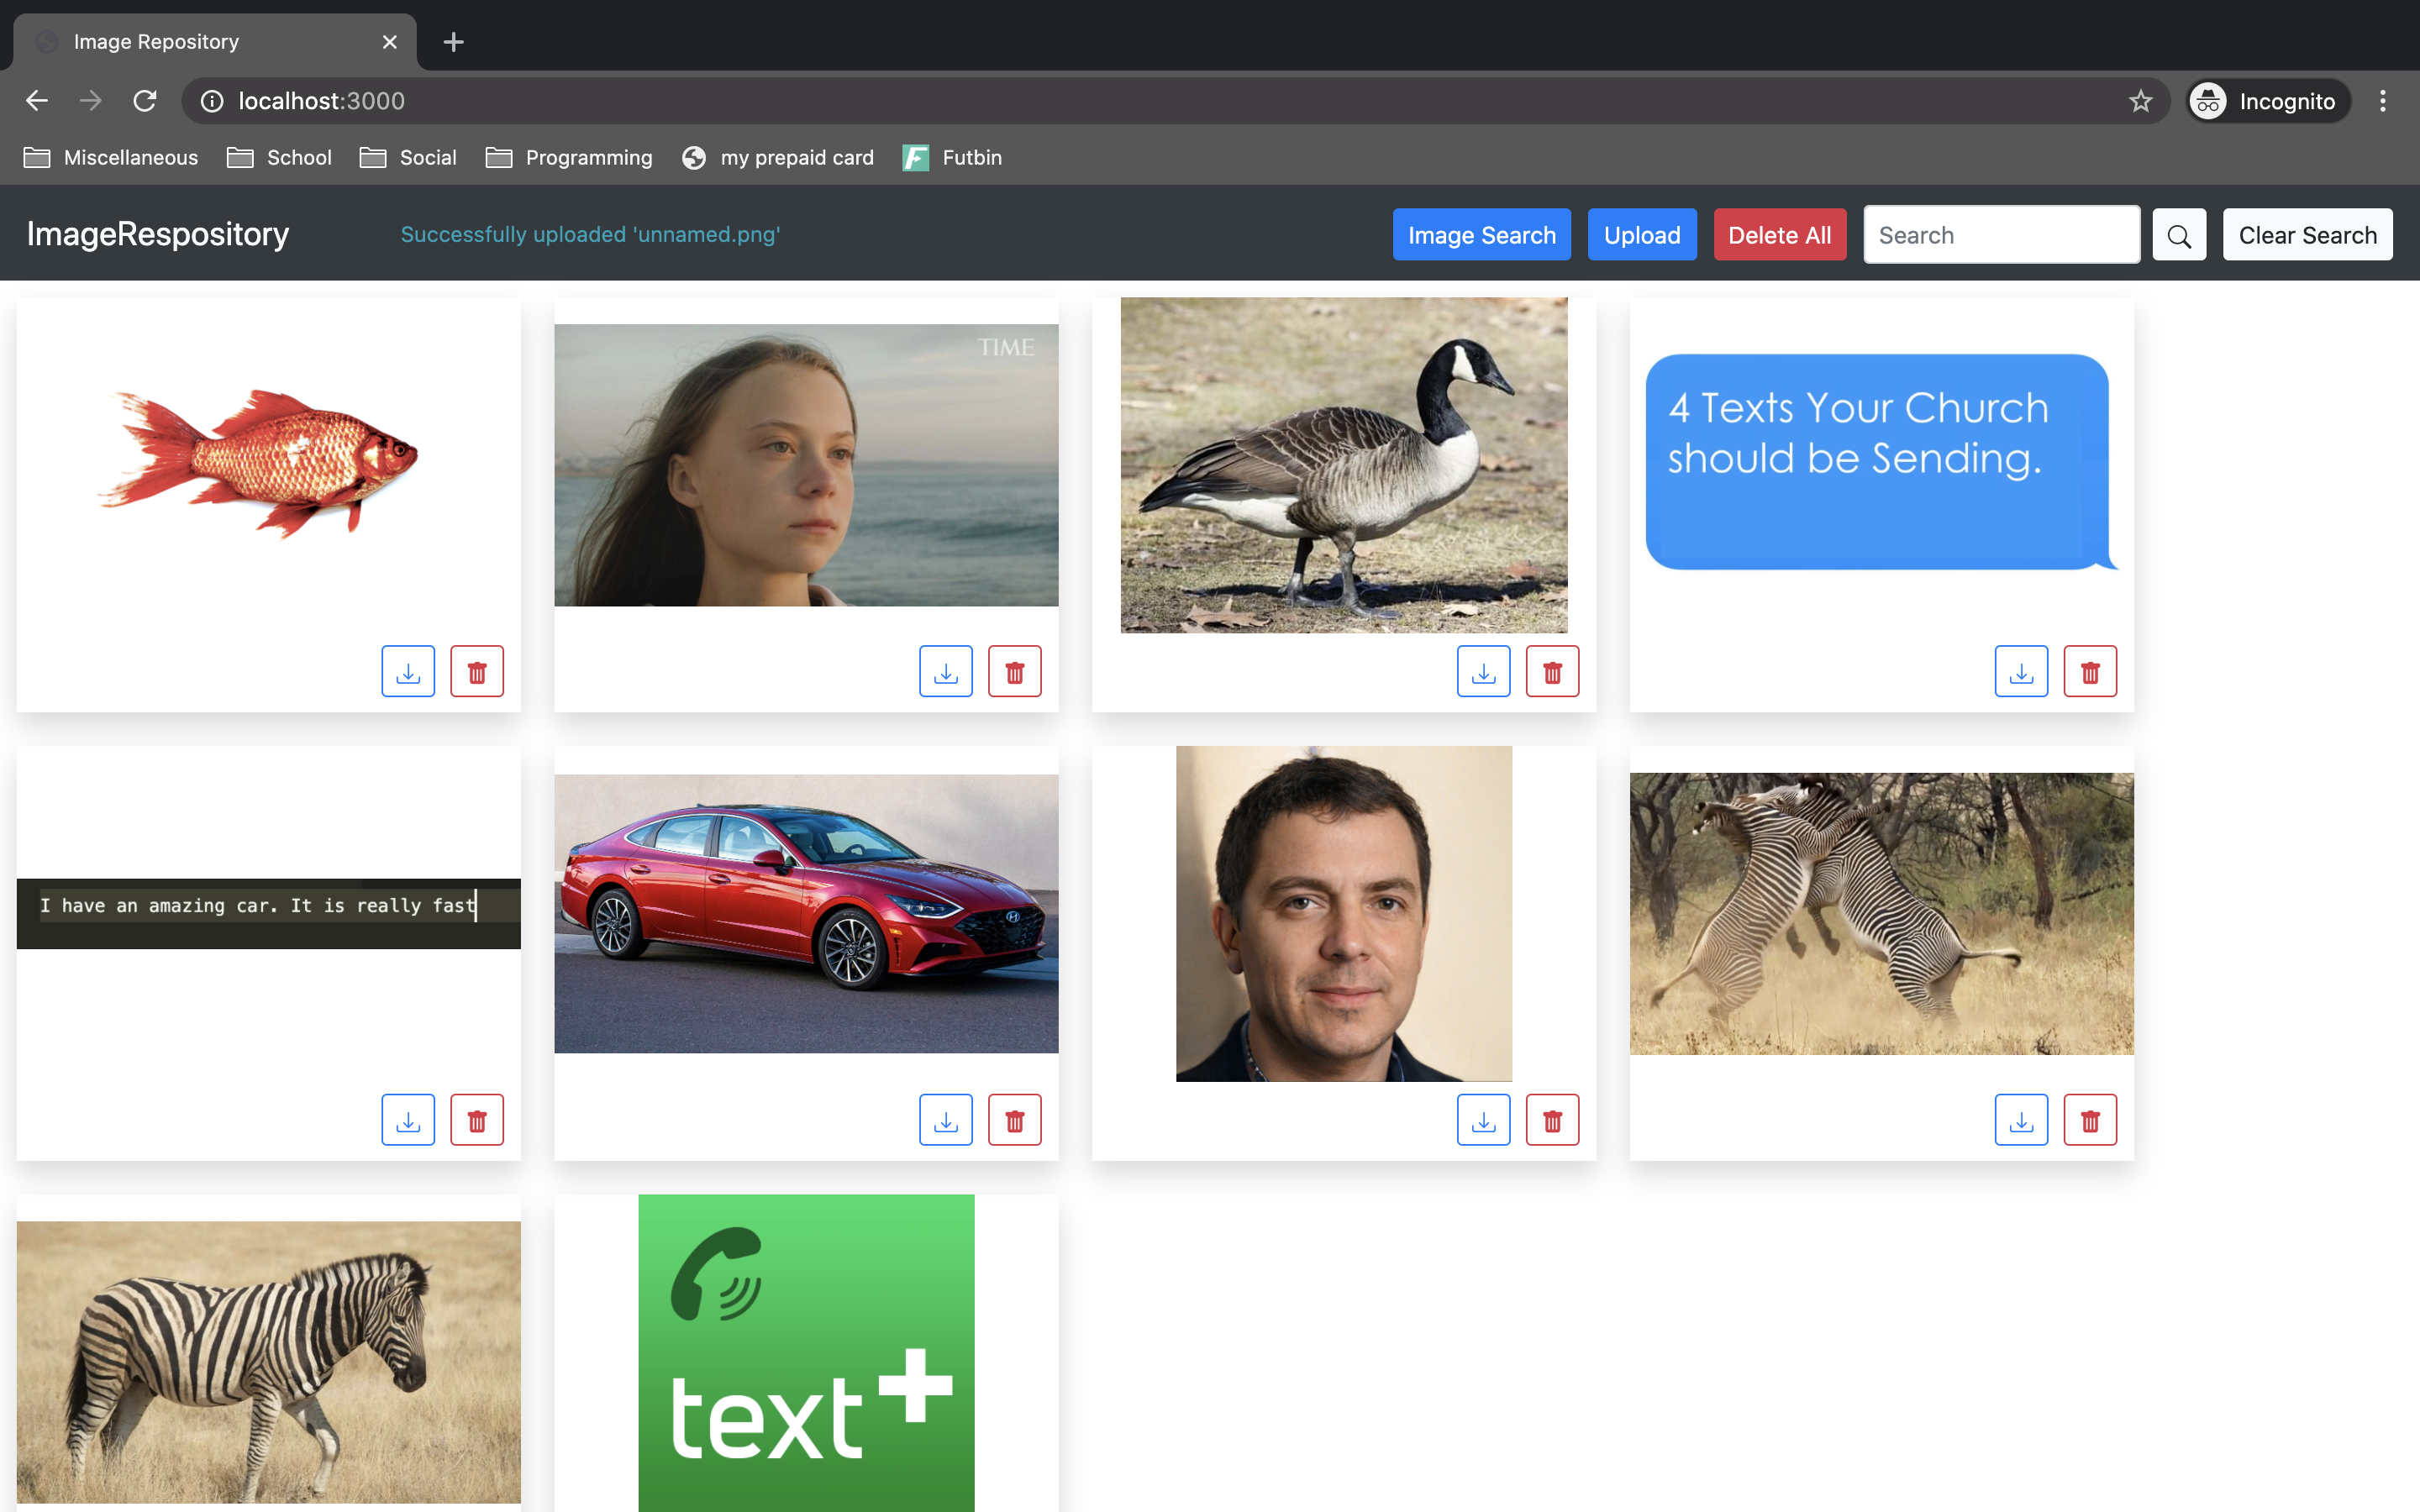 Image Repository
localhost:3000
Incognito
Miscellaneous
School
Social
Programming
my prepaid card
F Futbin
ImageRespository
Successfully uploaded 'unnamed.png'
Image Search
Upload
Delete All
Search
Clear Search
TIME
4 Texts Your Church
should be Sending.
I have an amazing car. It is really fast
text+